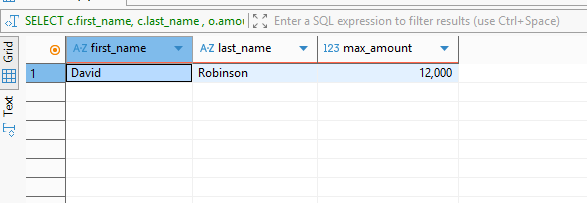 SELECT c.first_name, c.last_name , o.amou
Enter a SQL expression to filter results (use Ctrl+Space)
Grid
Text
A-Z first_name
A-Z last_name
123 max_amount
1 David Robinson 12,000